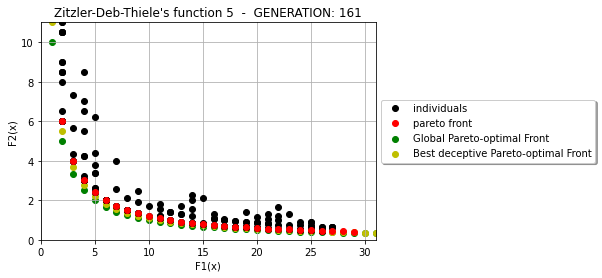 Zitzler-Deb-Thiele's function 5 - GENERATION: 161
10
8
6
4
2
0
F2(x)
0 5 10 15 20 25 30
F1(x)
individuals
pareto front
Global Pareto-optimal Front
Best deceptive Pareto-optimal Front